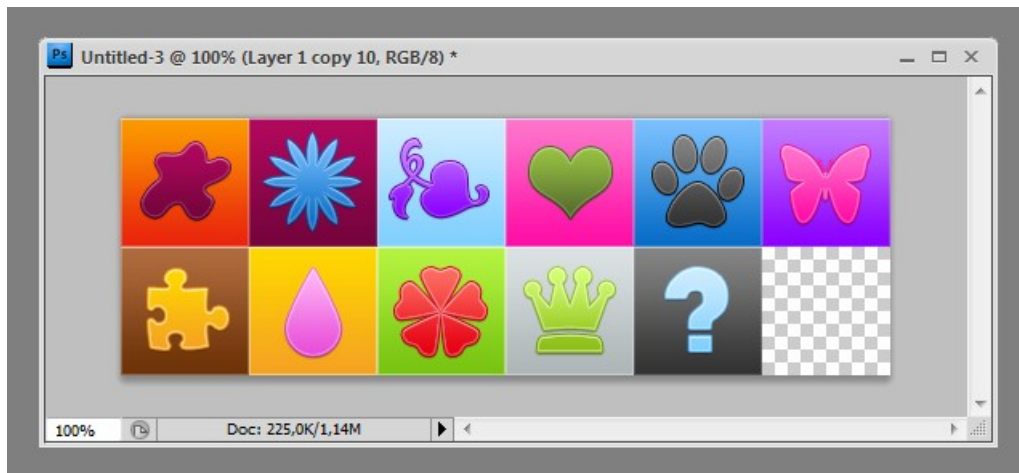 Ps Untitled-3 @ 100% (Layer 1 copy 10, RGB/8) *
?
100% Doc: 225,0K/1,14M